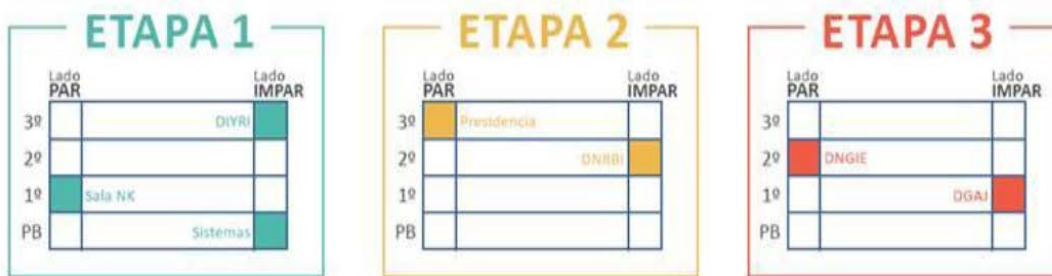 ETAPA 1
Lado PAR
Lado IMPAR
3º
DIYRI
2º
1º
Sala NK
PB
Sistemas
ETAPA 2
Lado PAR
Lado IMPAR
3º
Presidencia
2º
DNRBI
1º
PB
ETAPA 3
Lado PAR
Lado IMPAR
3º
2º
DNGIE
1º
DGAJ
PB